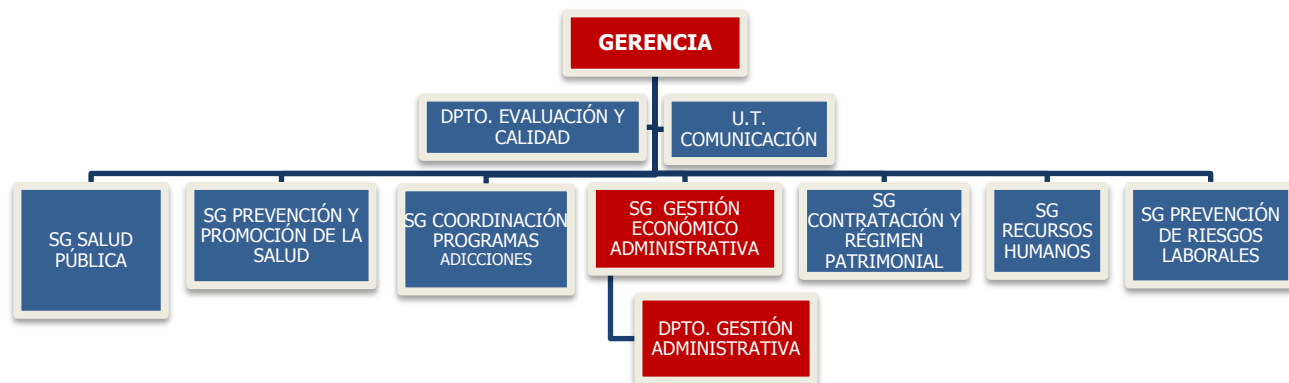 GERENCIA
DPTO. EVALUACIÓN Y
CALIDAD
U.T.
COMUNICACIÓN
SG SALUD
PÚBLICA
SG PREVENCIÓN Y
PROMOCIÓN DE LA
SALUD
SG COORDINACIÓN
PROGRAMAS
ADICCIONES
SG GESTIÓN
ECONÓMICO
ADMINISTRATIVA
SG
CONTRATACIÓN Y
RÉGIMEN
PATRIMONIAL
SG
RECURSOS
HUMANOS
SG PREVENCIÓN
DE RIESGOS
LABORALES
DPTO. GESTIÓN
ADMINISTRATIVA